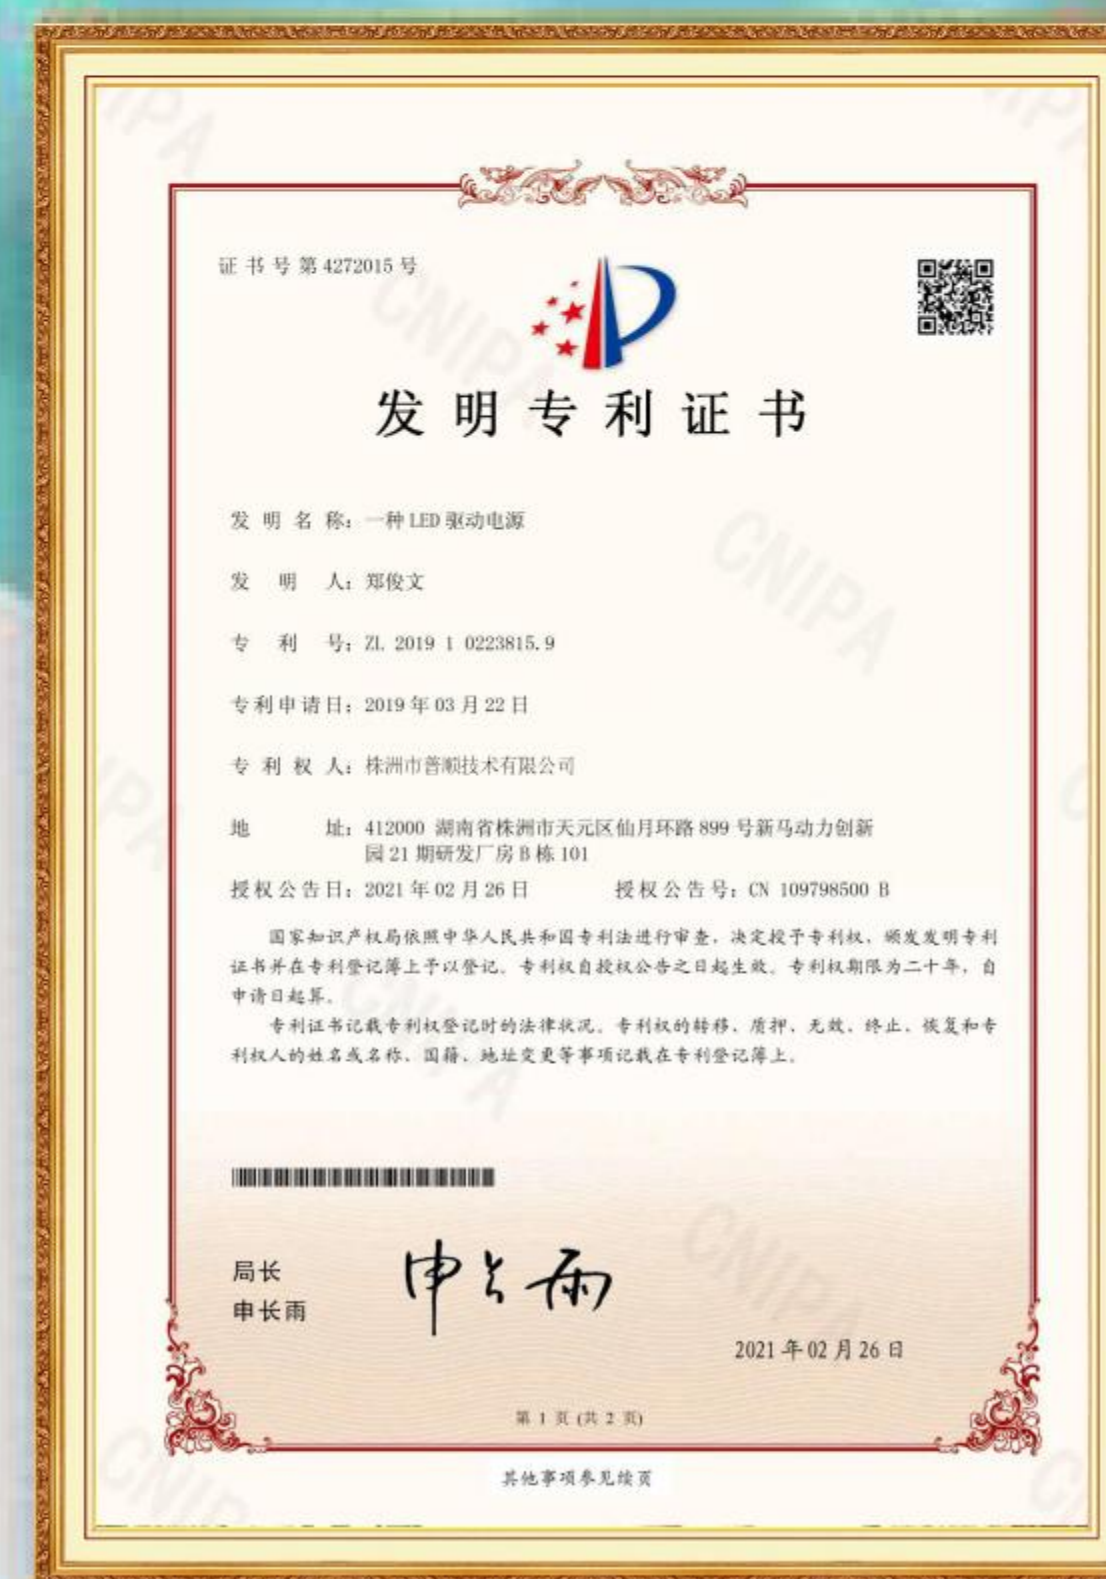 证书号第4272015号
发明专利证书
发明名称：一种LED驱动电源
发明人：郑俊文
专利号：ZL 2019 1 0223815.9
专利申请日：2019年03月22日
专利权人：株洲市普顺技术有限公司
地址：412000 湖南省株洲市天元区仙月环路899号新马动力创新
园21期研发厂房B栋101
授权公告日：2021年02月26日 授权公告号：CN 109798500 B
国家知识产权局依照中华人民共和国专利法进行审查，决定授予专利权，颁发发明专利
证书并在专利登记簿上予以登记。专利权自授权公告之日起生效。专利权期限为二十年，自
申请日起算。
专利证书记载专利权登记时的法律状况。专利权的转移、质押、无效、终止、恢复和专
利权人的姓名或名称、国籍、地址变更等事项记载在专利登记簿上。
局长
申长雨
申长雨
2021年02月26日
第 1 页 (共 2 页)
其他事项参见续页
CNIPA
CNIPA
CNIPA
CNIPA
CNIPA